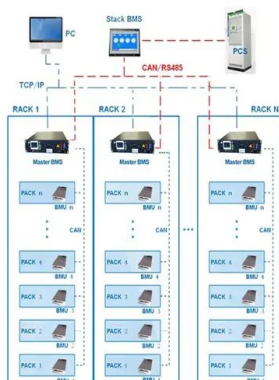 PC
Stack BMS
PCS
CAN/RS485
TCP/IP
RACK 1
RACK 2
RACK N
Master BMS
Master BMS
Master BMS
PACK n
BMU n
PACK n
BMU n
PACK n
BMU n
CAN
CAN
CAN
PACK 4
BMU 4
PACK 4
BMU 4
PACK 4
BMU 4
PACK 3
BMU 3
PACK 3
BMU 3
PACK 3
BMU 3
PACK 2
BMU 2
PACK 2
BMU 2
PACK 2
BMU 2
PACK 1
PACK 1
PACK 1